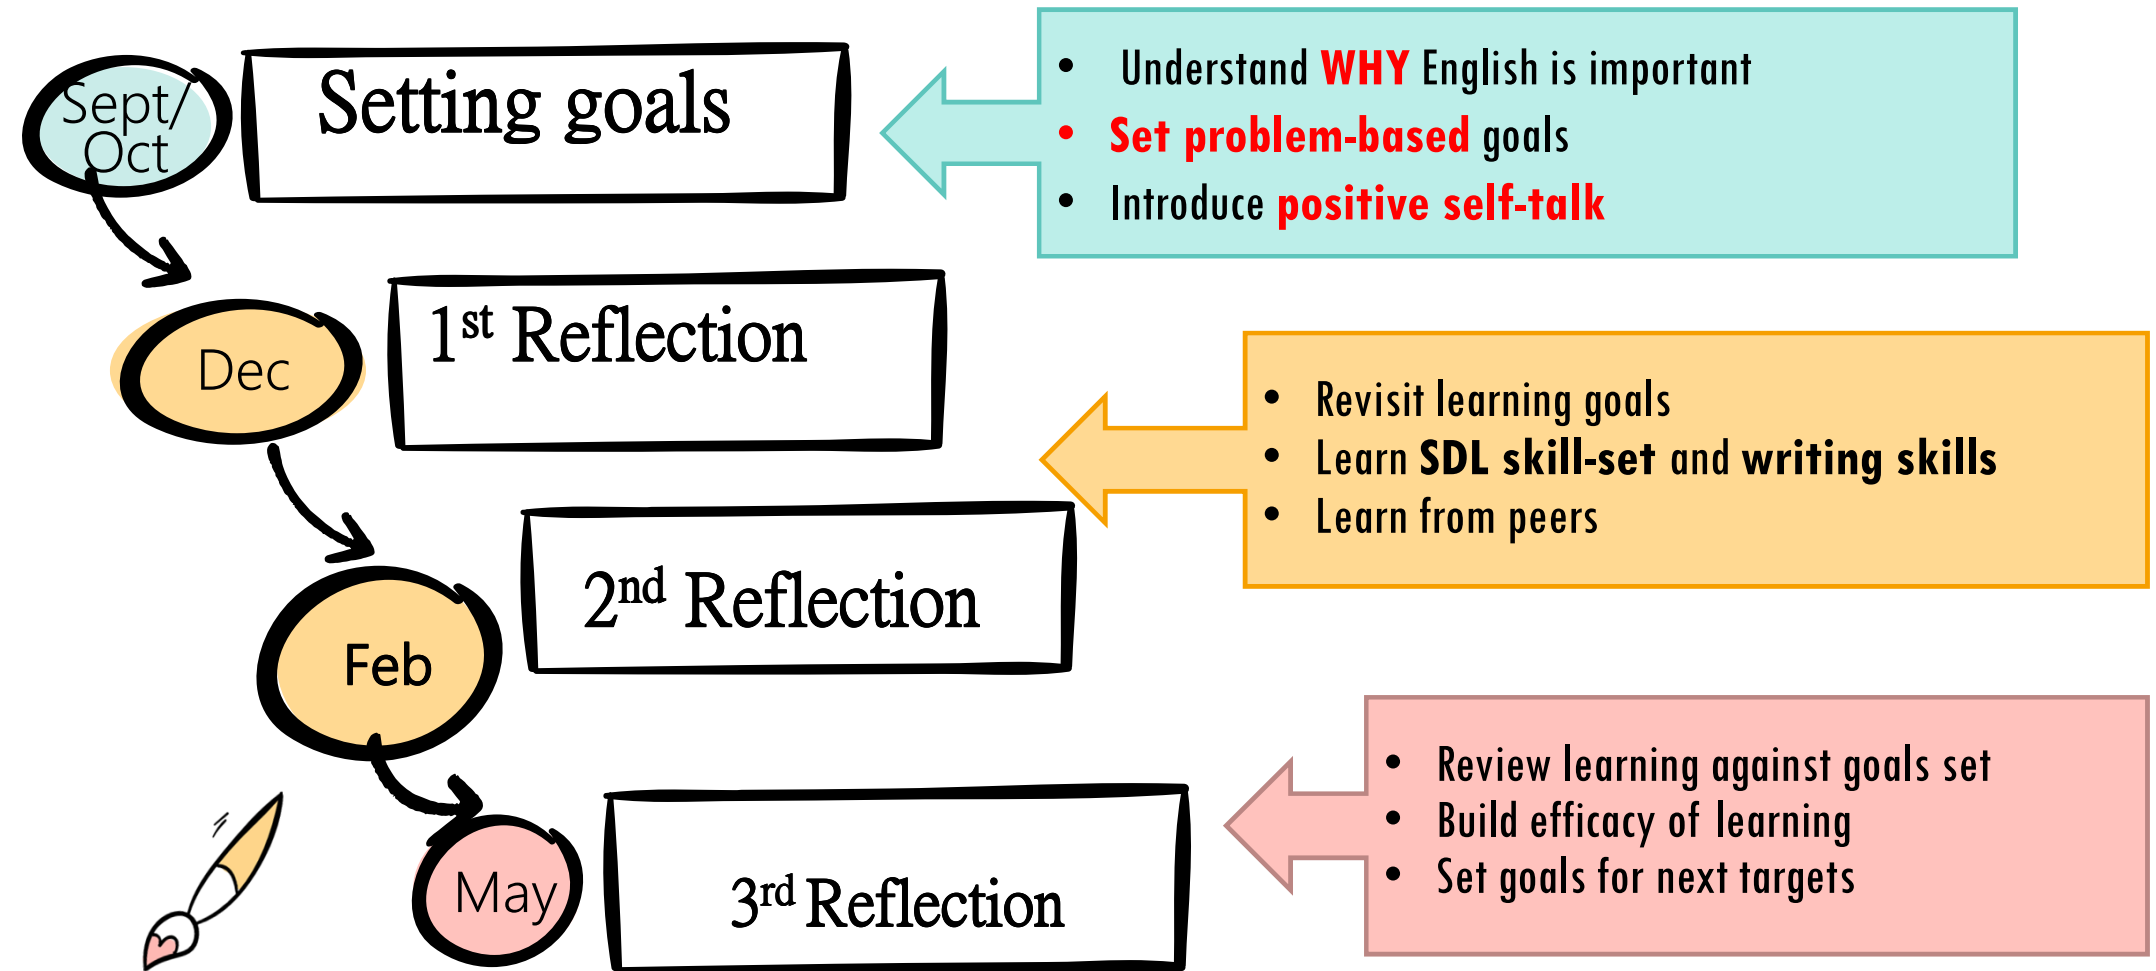 Sept/
Oct
Setting goals
• Understand WHY English is important
• Set problem-based goals
• Introduce positive self-talk
Dec
1st Reflection
• Revisit learning goals
• Learn SDL skill-set and writing skills
• Learn from peers
Feb
2nd Reflection
May
3rd Reflection
• Review learning against goals set
• Build efficacy of learning
• Set goals for next targets